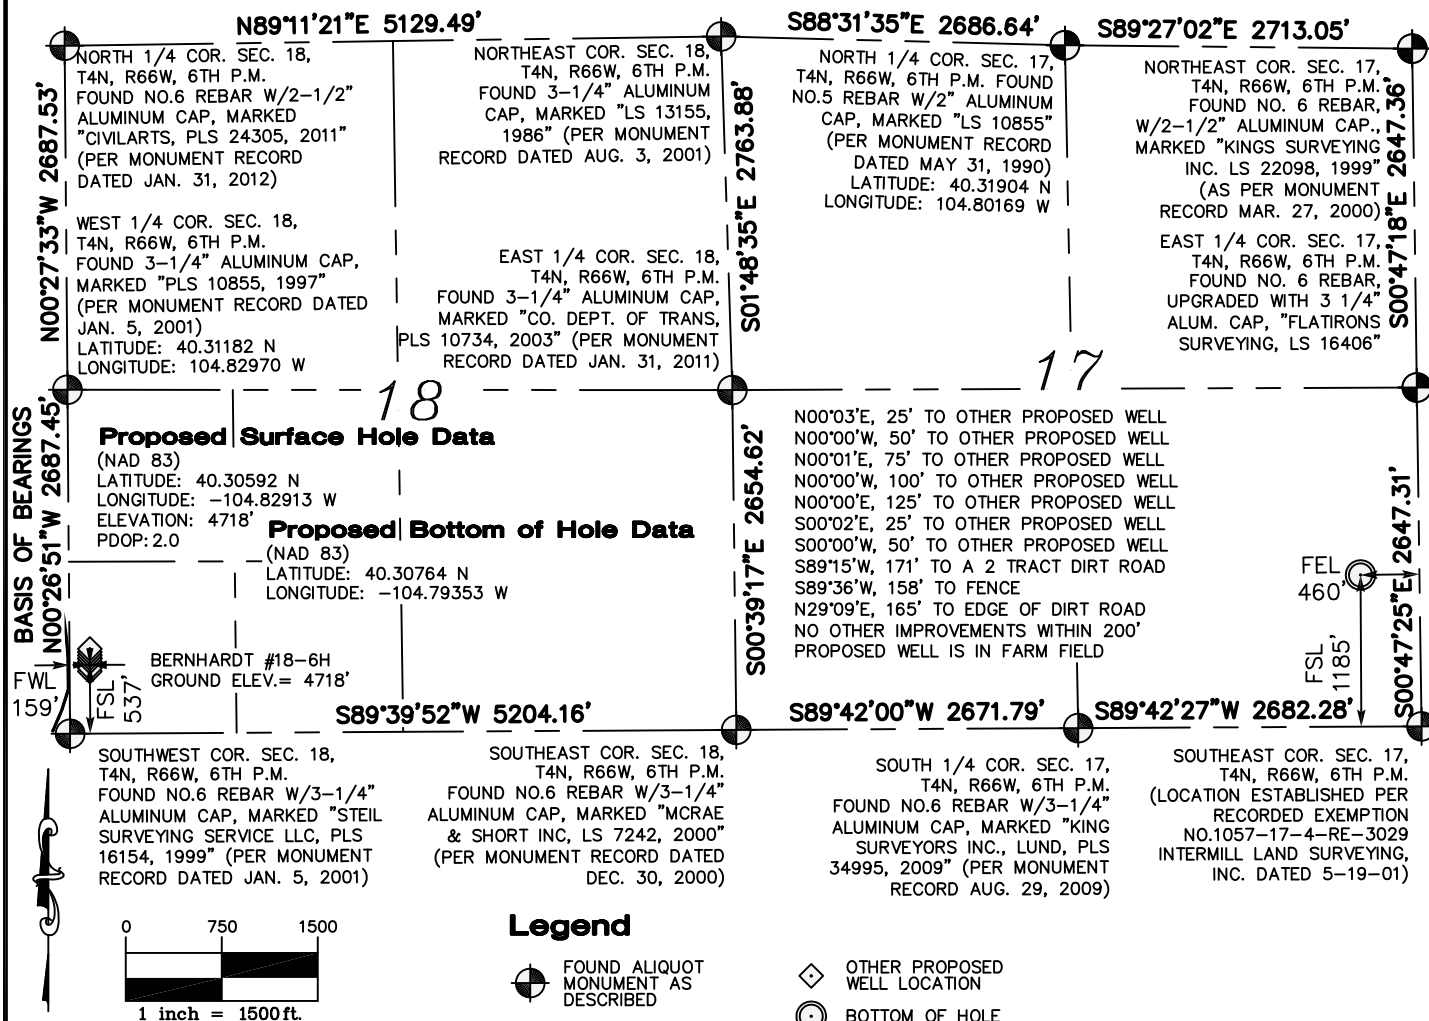 N89°11'21"E 5129.49'
S88°31'35"E 2686.64'
S89°27'02"E 2713.05'
NORTH 1/4 COR. SEC. 18,
T4N, R66W, 6TH P.M.
FOUND NO.6 REBAR W/2-1/2"
ALUMINUM CAP, MARKED
"CIVILARTS, PLS 24305, 2011"
(PER MONUMENT RECORD
DATED JAN. 31, 2012)
NORTHEAST COR. SEC. 18,
T4N, R66W, 6TH P.M.
FOUND 3-1/4" ALUMINUM
CAP, MARKED "LS 13155,
1986" (PER MONUMENT
RECORD DATED AUG. 3, 2001)
NORTH 1/4 COR. SEC. 17,
T4N, R66W, 6TH P.M. FOUND
NO.5 REBAR W/2" ALUMINUM
CAP, MARKED "LS 10855"
(PER MONUMENT RECORD
DATED MAY 31, 1990)
LATITUDE: 40.31904 N
LONGITUDE: 104.80169 W
NORTHEAST COR. SEC. 17,
T4N, R66W, 6TH P.M.
FOUND NO. 6 REBAR,
W/2-1/2" ALUMINUM CAP.,
MARKED "KINGS SURVEYING
INC. LS 22098, 1999"
(AS PER MONUMENT
RECORD MAR. 27, 2000)
N00°27'33"W 2687.53'
S01°48'35"E 2763.88'
S00°47'18"E 2647.36'
WEST 1/4 COR. SEC. 18,
T4N, R66W, 6TH P.M.
FOUND 3-1/4" ALUMINUM CAP,
MARKED "PLS 10855, 1997"
(PER MONUMENT RECORD DATED
JAN. 5, 2001)
LATITUDE: 40.31182 N
LONGITUDE: 104.82970 W
EAST 1/4 COR. SEC. 18,
T4N, R66W, 6TH P.M.
FOUND 3-1/4" ALUMINUM CAP,
MARKED "CO. DEPT. OF TRANS,
PLS 10734, 2003" (PER MONUMENT
RECORD DATED JAN. 31, 2011)
EAST 1/4 COR. SEC. 17,
T4N, R66W, 6TH P.M.
FOUND NO. 6 REBAR,
UPGRADED WITH 3 1/4"
ALUM. CAP, "FLATIRONS
SURVEYING, LS 16406"
18
17
BASIS OF BEARINGS
N00°26'51"W 2687.45'
Proposed Surface Hole Data
(NAD 83)
LATITUDE: 40.30592 N
LONGITUDE: -104.82913 W
ELEVATION: 4718'
PDOP: 2.0
Proposed Bottom of Hole Data
(NAD 83)
LATITUDE: 40.30764 N
LONGITUDE: -104.79353 W
S00°39'17"E 2654.62'
N00°03'E, 25' TO OTHER PROPOSED WELL
N00°00'W, 50' TO OTHER PROPOSED WELL
N00°01'E, 75' TO OTHER PROPOSED WELL
N00°00'W, 100' TO OTHER PROPOSED WELL
N00°00'E, 125' TO OTHER PROPOSED WELL
S00°02'E, 25' TO OTHER PROPOSED WELL
S00°00'W, 50' TO OTHER PROPOSED WELL
S89°15'W, 171' TO A 2 TRACT DIRT ROAD
S89°36'W, 158' TO FENCE
N29°09'E, 165' TO EDGE OF DIRT ROAD
NO OTHER IMPROVEMENTS WITHIN 200'
PROPOSED WELL IS IN FARM FIELD
FEL
460'
FSL
1185'
S00°47'25"E 2647.31'
FWL
159'
FSL
537'
BERNHARDT #18-6H
GROUND ELEV.= 4718'
S89°39'52"W 5204.16'
S89°42'00"W 2671.79'
S89°42'27"W 2682.28'
SOUTHWEST COR. SEC. 18,
T4N, R66W, 6TH P.M.
FOUND NO.6 REBAR W/3-1/4"
ALUMINUM CAP, MARKED "STEIL
SURVEYING SERVICE LLC, PLS
16154, 1999" (PER MONUMENT
RECORD DATED JAN. 5, 2001)
SOUTHEAST COR. SEC. 18,
T4N, R66W, 6TH P.M.
FOUND NO.6 REBAR W/3-1/4"
ALUMINUM CAP, MARKED "MCRAE
& SHORT INC, LS 7242, 2000"
(PER MONUMENT RECORD DATED
DEC. 30, 2000)
SOUTH 1/4 COR. SEC. 17,
T4N, R66W, 6TH P.M.
FOUND NO.6 REBAR W/3-1/4"
ALUMINUM CAP, MARKED "KING
SURVEYORS INC., LUND, PLS
34995, 2009" (PER MONUMENT
RECORD AUG. 29, 2009)
SOUTHEAST COR. SEC. 17,
T4N, R66W, 6TH P.M.
(LOCATION ESTABLISHED PER
RECORDED EXEMPTION
NO.1057-17-4-RE-3029
INTERMILL LAND SURVEYING,
INC. DATED 5-19-01)
0 750 1500
1 inch = 1500 ft.
Legend
FOUND ALIQUOT
MONUMENT AS
DESCRIBED
OTHER PROPOSED
WELL LOCATION
BOTTOM OF HOLE